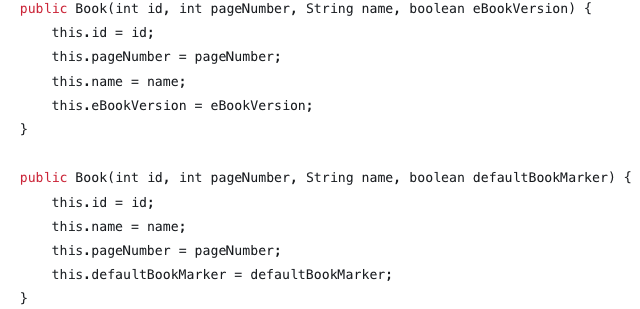 public Book(int id, int pageNumber, String name, boolean eBookVersion) {
    this.id = id;
    this.pageNumber = pageNumber;
    this.name = name;
    this.eBookVersion = eBookVersion;
}

public Book(int id, int pageNumber, String name, boolean defaultBookMarker) {
    this.id = id;
    this.name = name;
    this.pageNumber = pageNumber;
    this.defaultBookMarker = defaultBookMarker;
}